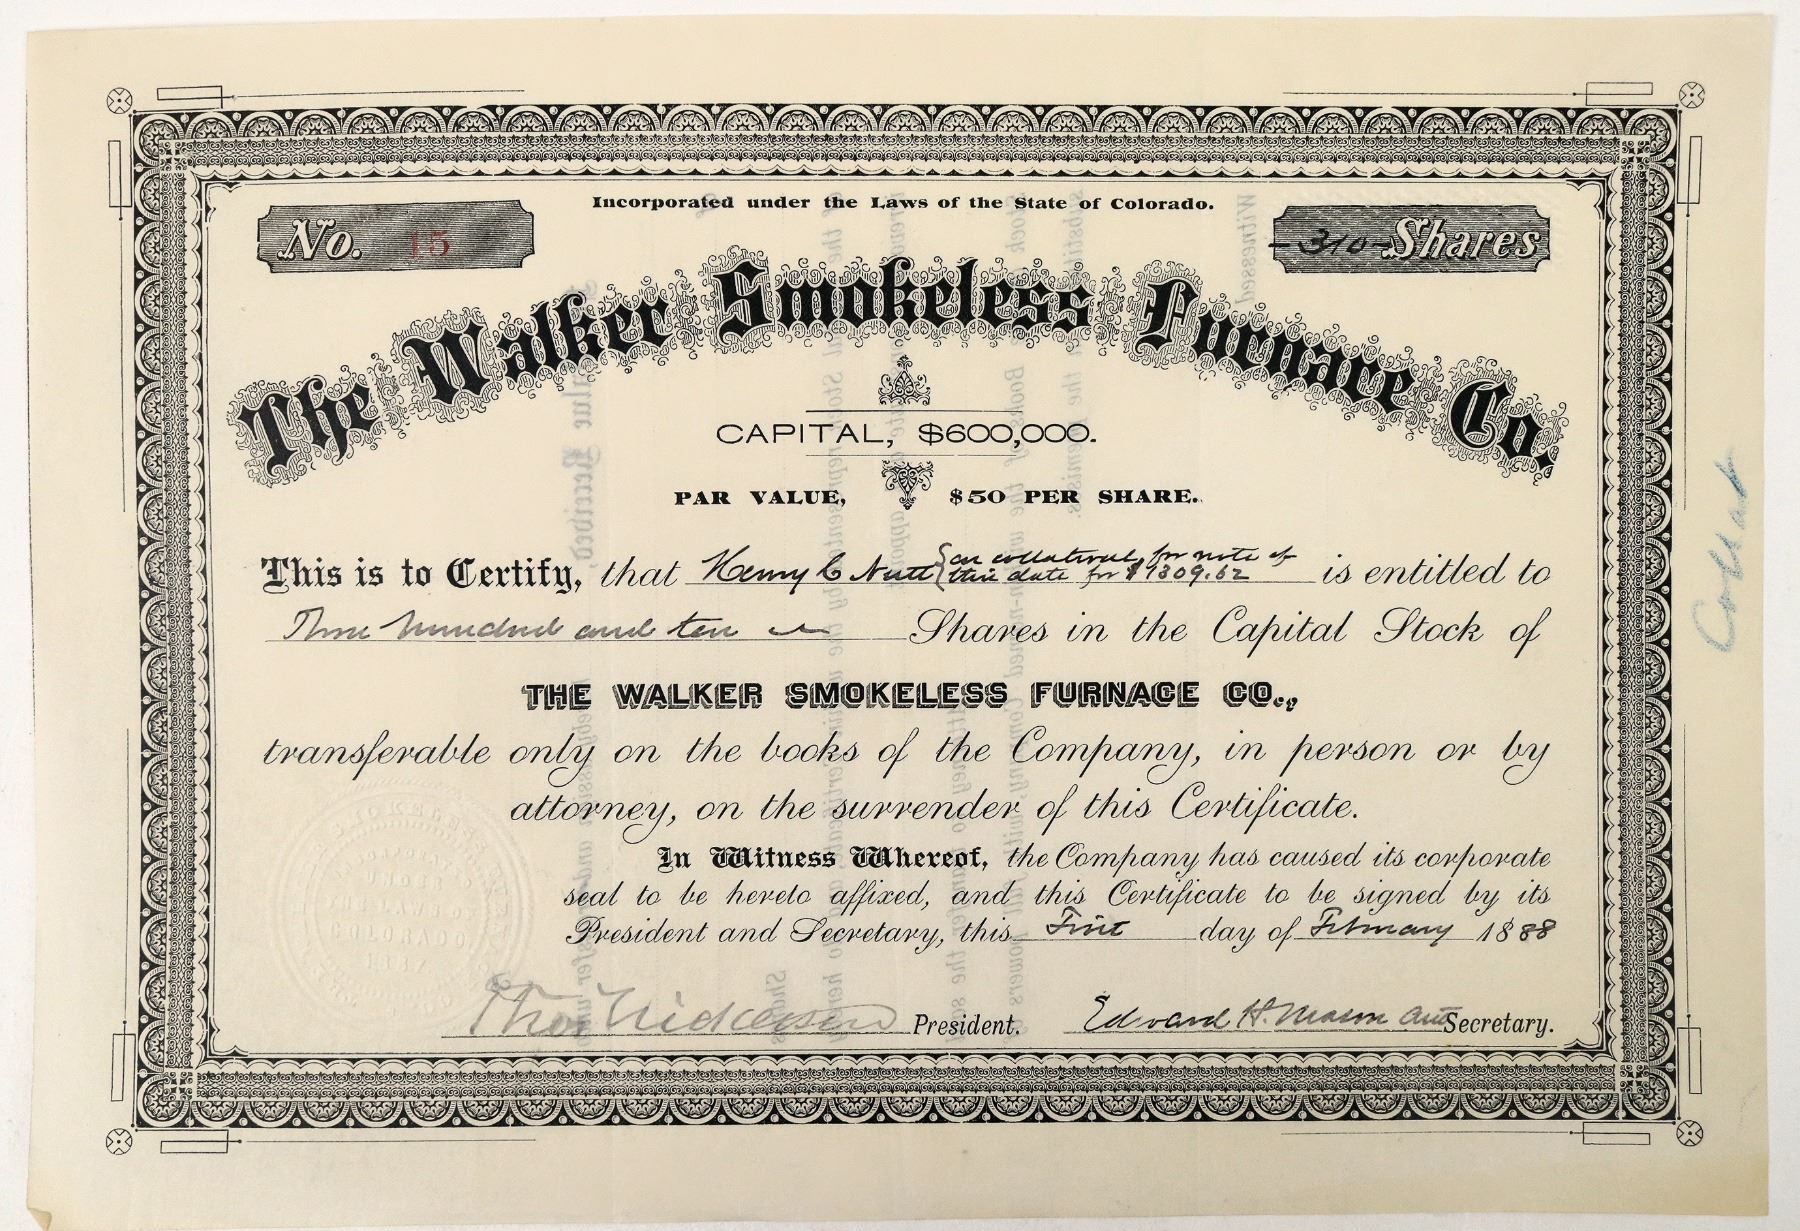 Incorporated under the Laws of the State of Colorado.
No. 15
-310- Shares
The Walker Smokeless Furnace Co.
CAPITAL, $600,000.
PAR VALUE, $50 PER SHARE.
This is to Certify, that Henry C Nutt { as collateral for note of this date for $1309.62 is entitled to
Three hundred and ten Shares in the Capital Stock of
THE WALKER SMOKELESS FURNACE CO.,
transferable only on the books of the Company, in person or by
attorney, on the surrender of this Certificate.
In Witness Whereof, the Company has caused its corporate
seal to be hereto affixed, and this Certificate to be signed by its
President and Secretary, this First day of February 1888
President.
Edward H. Mason Secretary.